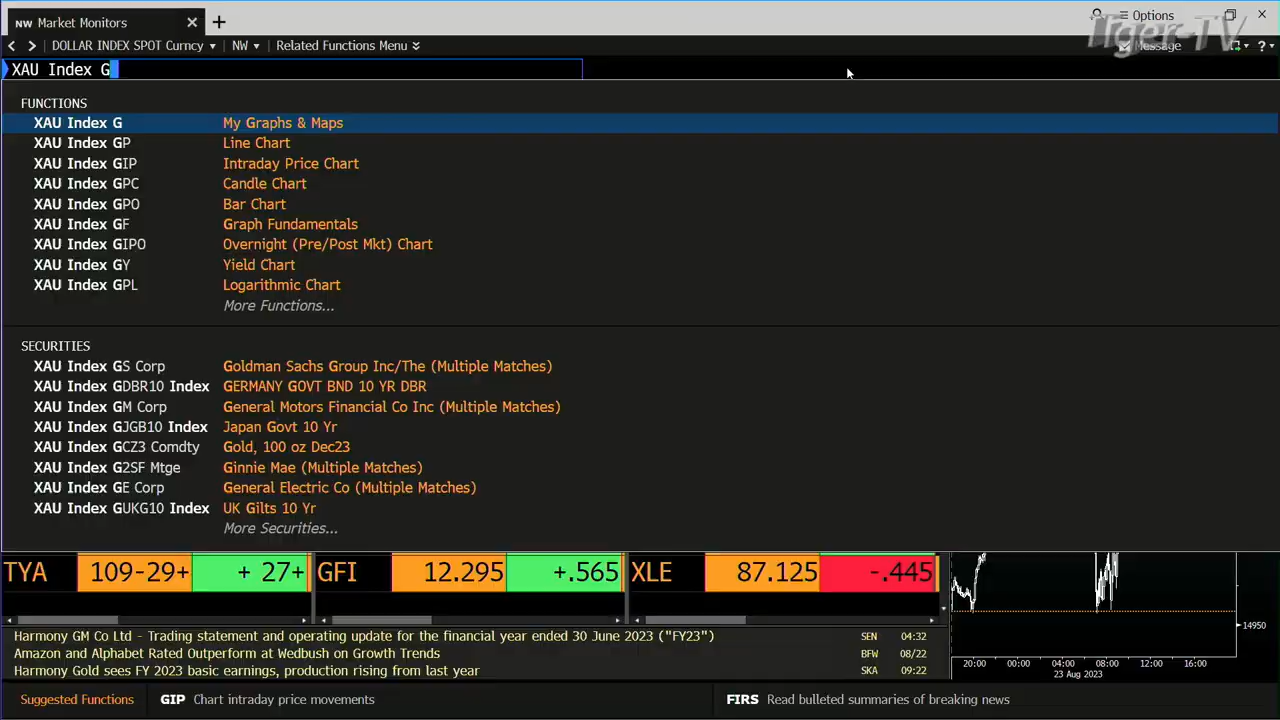 NW Market Monitors
Options
DOLLAR INDEX SPOT Curncy NW Related Functions Menu Message ?
Tiger-TV
XAU Index G
FUNCTIONS
XAU Index G My Graphs & Maps
XAU Index GP Line Chart
XAU Index GIP Intraday Price Chart
XAU Index GPC Candle Chart
XAU Index GPO Bar Chart
XAU Index GF Graph Fundamentals
XAU Index GIPO Overnight (Pre/Post Mkt) Chart
XAU Index GY Yield Chart
XAU Index GPL Logarithmic Chart
More Functions...
SECURITIES
XAU Index GS Corp Goldman Sachs Group Inc/The (Multiple Matches)
XAU Index GDBR10 Index GERMANY GOVT BND 10 YR DBR
XAU Index GM Corp General Motors Financial Co Inc (Multiple Matches)
XAU Index GJGB10 Index Japan Govt 10 Yr
XAU Index GCZ3 Comdty Gold, 100 oz Dec23
XAU Index G2SF Mtge Ginnie Mae (Multiple Matches)
XAU Index GE Corp General Electric Co (Multiple Matches)
XAU Index GUKG10 Index UK Gilts 10 Yr
More Securities...
TYA 109-29+ + 27+ GFI 12.295 +.565 XLE 87.125 -.445
14950
Harmony GM Co Ltd - Trading statement and operating update for the financial year ended 30 June 2023 ("FY23") SEN 04:32
Amazon and Alphabet Rated Outperform at Wedbush on Growth Trends BFW 08/22
Harmony Gold sees FY 2023 basic earnings, production rising from last year SKA 09:22
20:00 00:00 04:00 08:00 12:00 16:00
23 Aug 2023
Suggested Functions GIP Chart intraday price movements FIRS Read bulleted summaries of breaking news